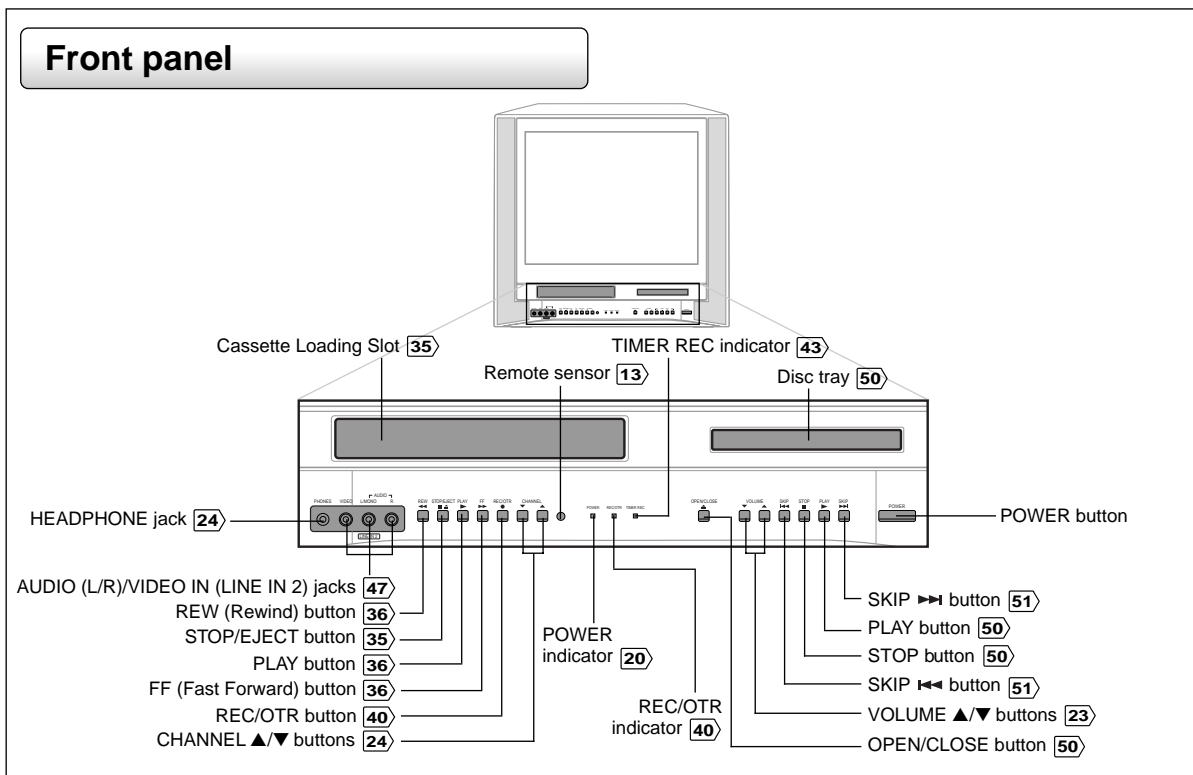 Front panel
Cassette Loading Slot 35
TIMER REC indicator 43
Remote sensor 13
Disc tray 50
PHONES VIDEO L/MONO AUDIO R
REW STOP/EJECT PLAY FF REC/OTR CHANNEL
POWER REC/OTR TIMER REC
OPEN/CLOSE VOLUME SKIP STOP PLAY SKIP
POWER
HEADPHONE jack 24
POWER button
AUDIO (L/R)/VIDEO IN (LINE IN 2) jacks 47
REW (Rewind) button 36
STOP/EJECT button 35
PLAY button 36
FF (Fast Forward) button 36
REC/OTR button 40
CHANNEL ▲/▼ buttons 24
POWER
indicator 20
REC/OTR
indicator 40
SKIP ►►I button 51
PLAY button 50
STOP button 50
SKIP I◄◄ button 51
VOLUME ▲/▼ buttons 23
OPEN/CLOSE button 50